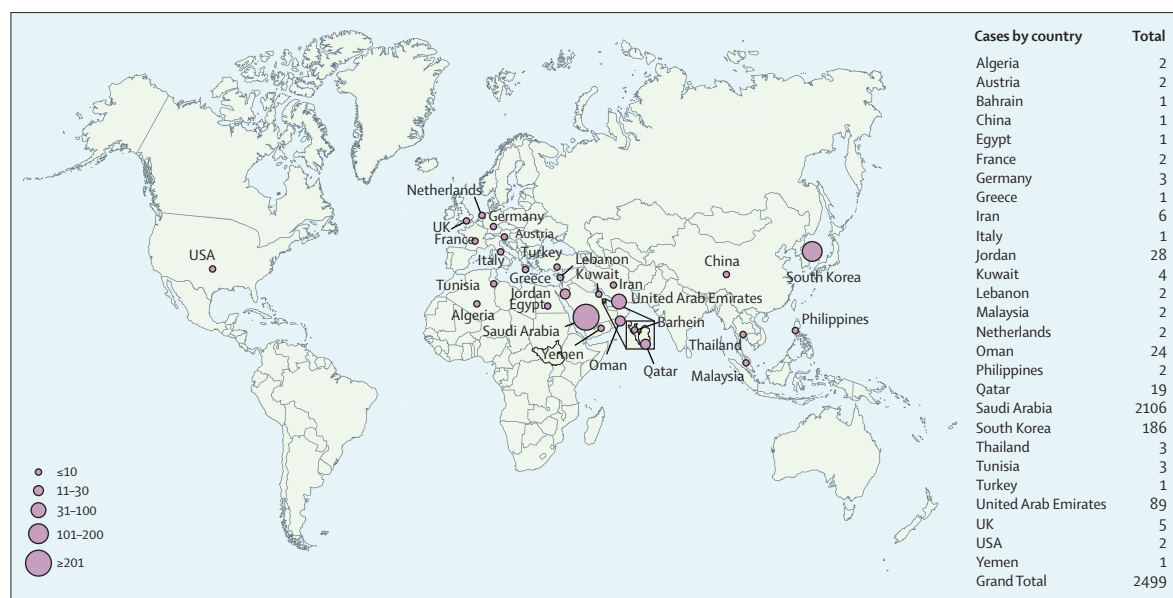 Netherlands
Germany
UK
France
Austria
Italy
Turkey
Lebanon
Greece
Kuwait
Iran
USA
Tunisia
Jordan
Egypt
Algeria
United Arab Emirates
Saudi Arabia
Barhein
Yemen
Oman
Qatar
China
South Korea
Philippines
Thailand
Malaysia
≤10
11–30
31–100
101–200
≥201
Cases by country Total
Algeria 2
Austria 2
Bahrain 1
China 1
Egypt 1
France 2
Germany 3
Greece 1
Iran 6
Italy 1
Jordan 28
Kuwait 4
Lebanon 2
Malaysia 2
Netherlands 2
Oman 24
Philippines 2
Qatar 19
Saudi Arabia 2106
South Korea 186
Thailand 3
Tunisia 3
Turkey 1
United Arab Emirates 89
UK 5
USA 2
Yemen 1
Grand Total 2499